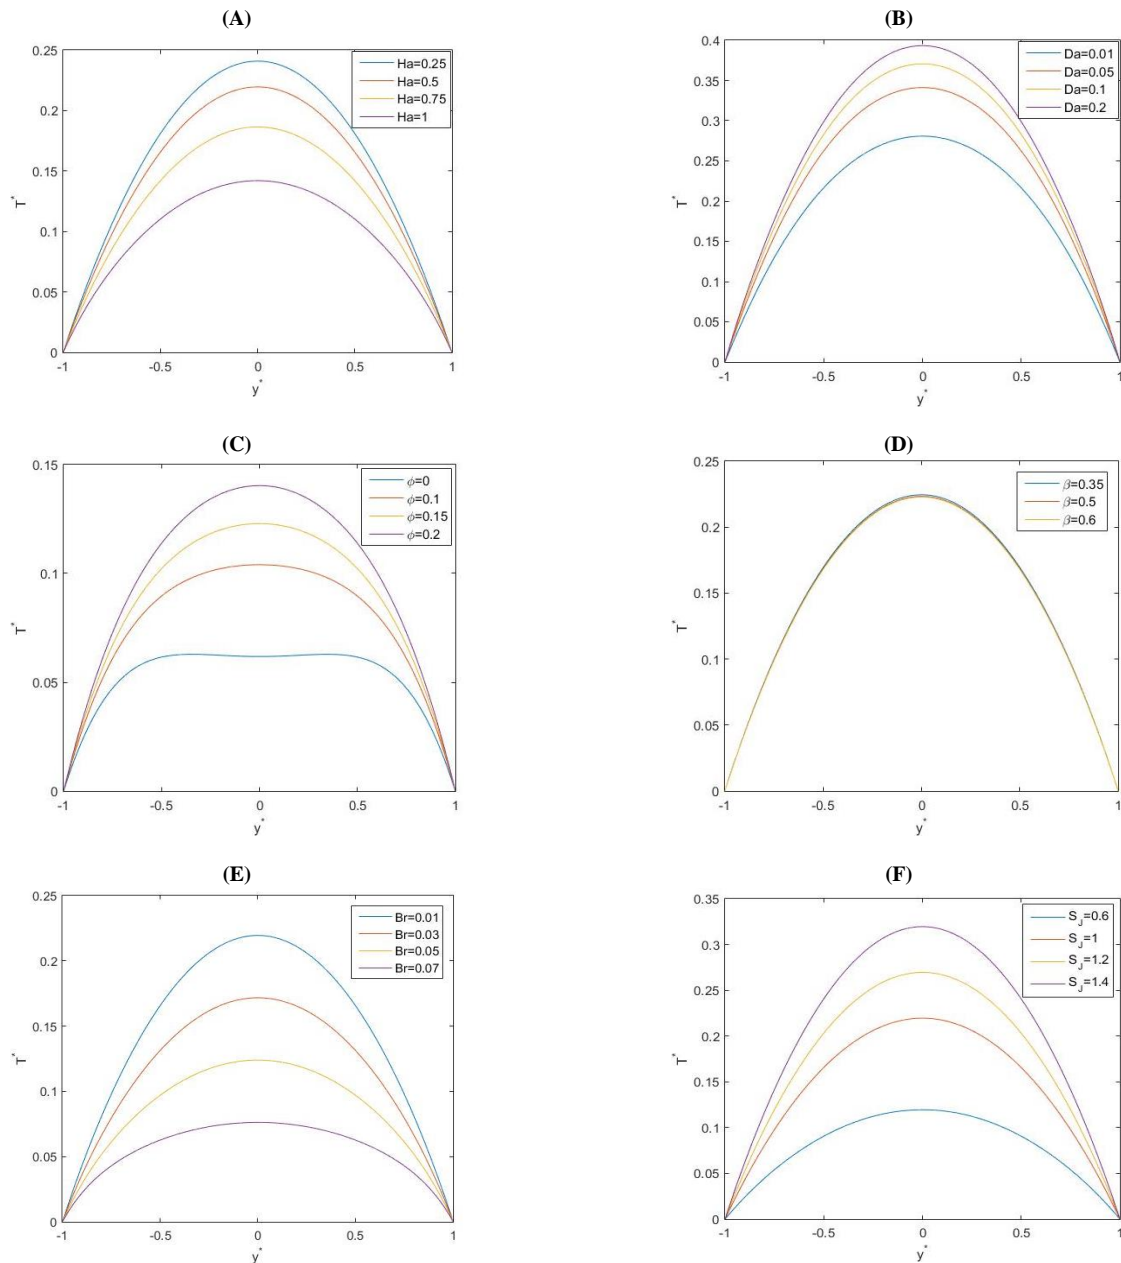 (A)
0.25
0.2
0.15
0.1
0.05
0
-1
-0.5
0
0.5
1
T*
y*
Ha=0.25
Ha=0.5
Ha=0.75
Ha=1
(B)
0.4
0.35
0.3
0.25
0.2
0.15
0.1
0.05
0
-1
-0.5
0
0.5
1
T*
y*
Da=0.01
Da=0.05
Da=0.1
Da=0.2
(C)
0.15
0.1
0.05
0
-1
-0.5
0
0.5
1
T*
y*
ϕ=0
ϕ=0.1
ϕ=0.15
ϕ=0.2
(D)
0.25
0.2
0.15
0.1
0.05
0
-1
-0.5
0
0.5
1
T*
y*
β=0.35
β=0.5
β=0.6
(E)
0.25
0.2
0.15
0.1
0.05
0
-1
-0.5
0
0.5
1
T*
y*
Br=0.01
Br=0.03
Br=0.05
Br=0.07
(F)
0.35
0.3
0.25
0.2
0.15
0.1
0.05
0
-1
-0.5
0
0.5
1
T*
y*
S_J=0.6
S_J=1
S_J=1.2
S_J=1.4